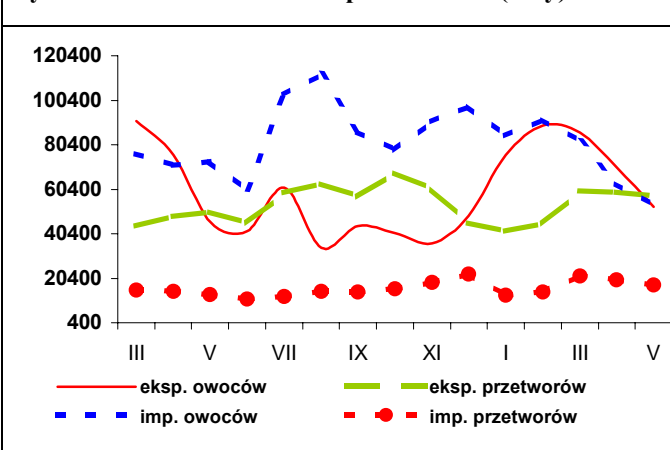 120400
100400
80400
60400
40400
20400
400
III V VII IX XI I III V
eksp. owoców eksp. przetworów
imp. owoców imp. przetworów